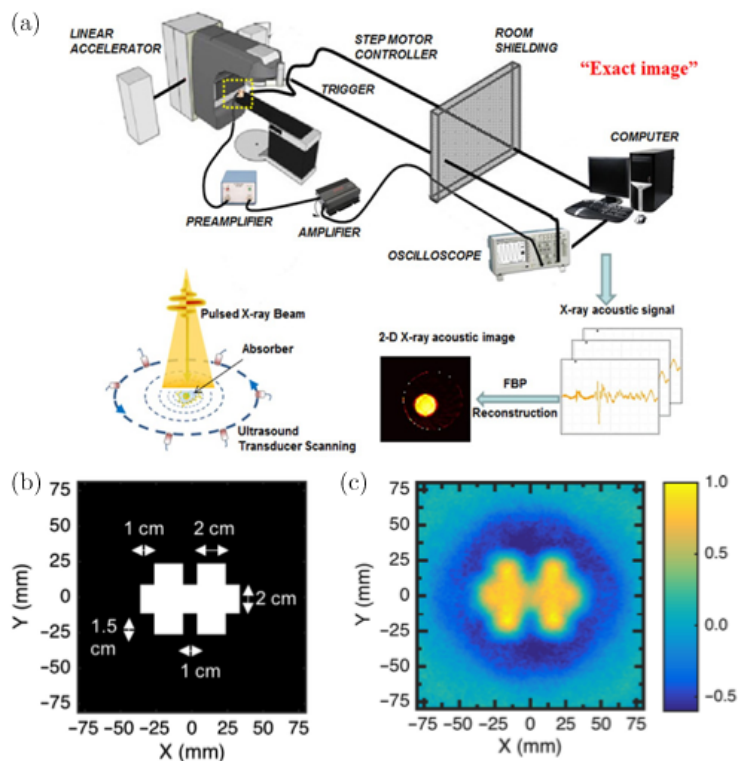 (a)
LINEAR
ACCELERATOR
STEP MOTOR
CONTROLLER
ROOM
SHIELDING
“Exact image”
TRIGGER
COMPUTER
PREAMPLIFIER
AMPLIFIER
OSCILLOSCOPE
Pulsed X-ray Beam
Absorber
Ultrasound
Transducer Scanning
X-ray acoustic signal
2-D X-ray acoustic image
FBP
Reconstruction
(b)
75
50
25
0
−25
−50
−75
Y (mm)
1 cm
2 cm
2 cm
1.5
cm
1 cm
−75 −50 −25 0 25 50 75
X (mm)
(c)
75
50
25
0
−25
−50
−75
Y (mm)
−75 −50 −25 0 25 50 75
X (mm)
1.0
0.5
0.0
−0.5